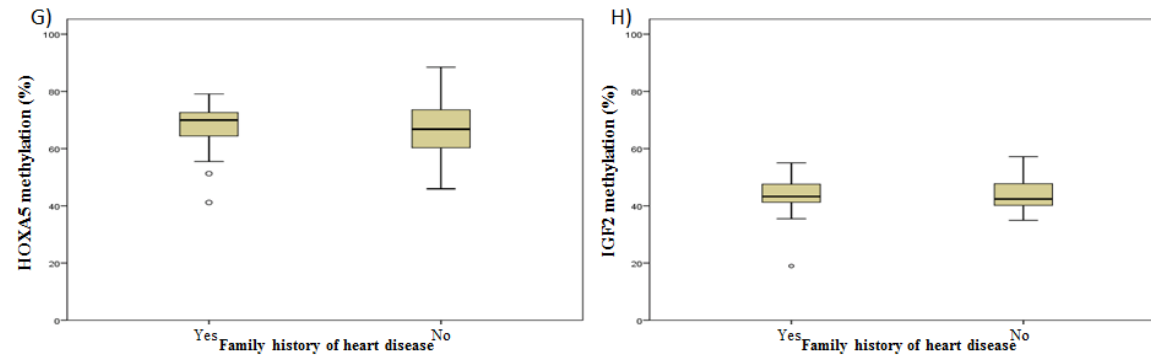 G)
HOXA5 methylation (%)
100
80
60
40
20
0
Yes
No
Family history of heart disease
H)
IGF2 methylation (%)
100
80
60
40
20
0
Yes
No
Family history of heart disease